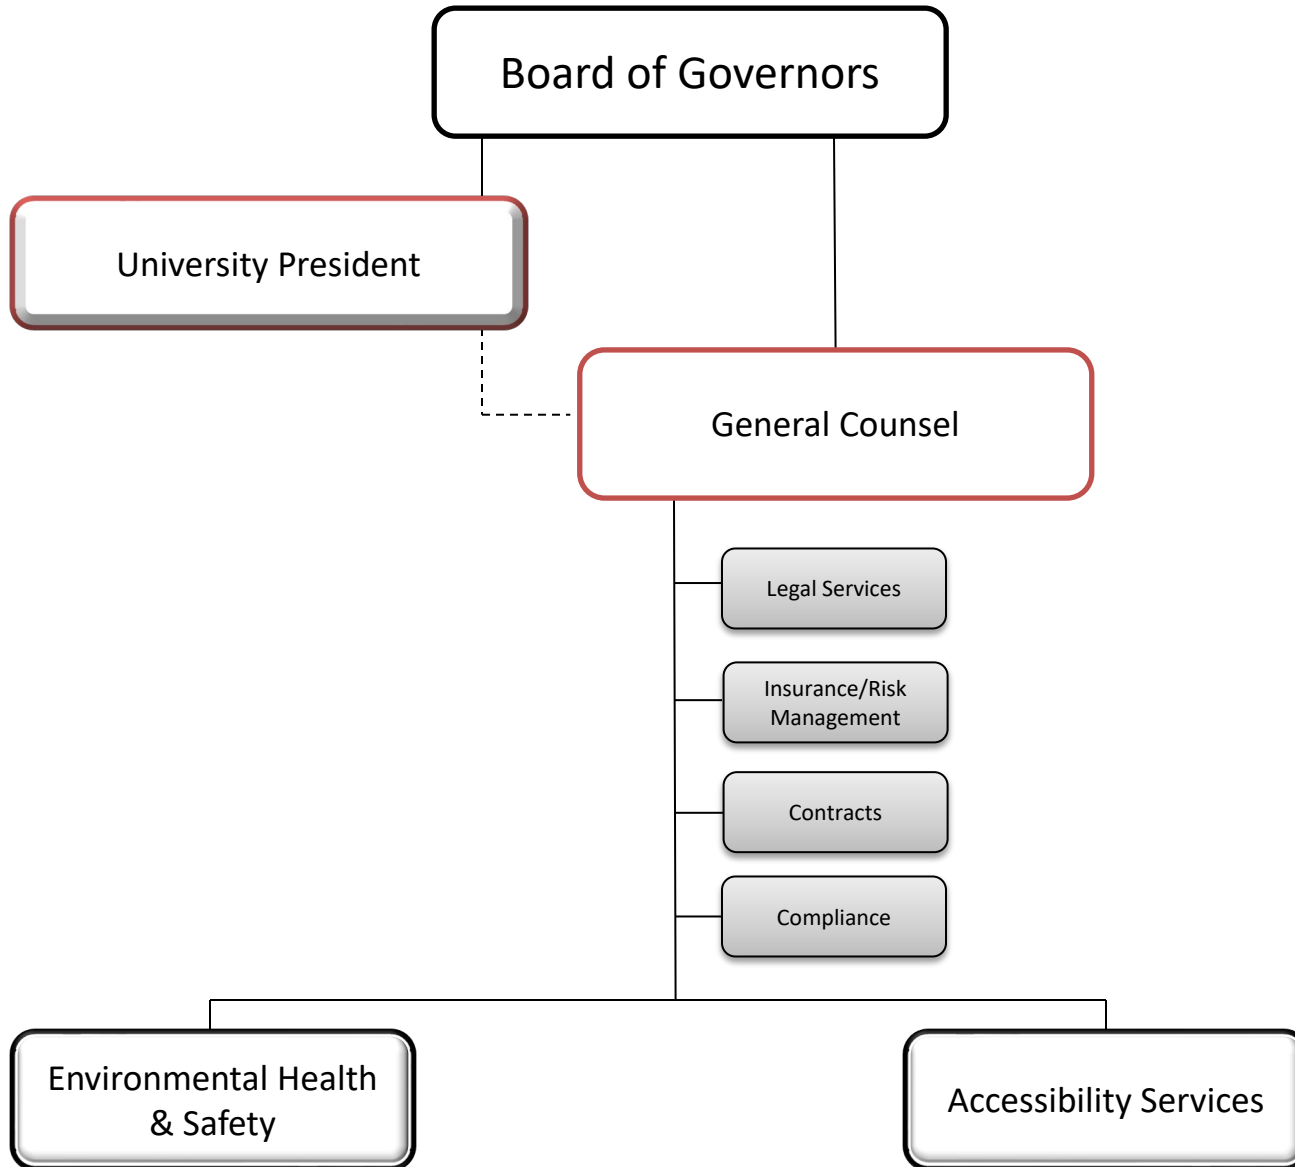 Board of Governors
University President
General Counsel
Legal Services
Insurance/Risk
Management
Contracts
Compliance
Environmental Health
& Safety
Accessibility Services